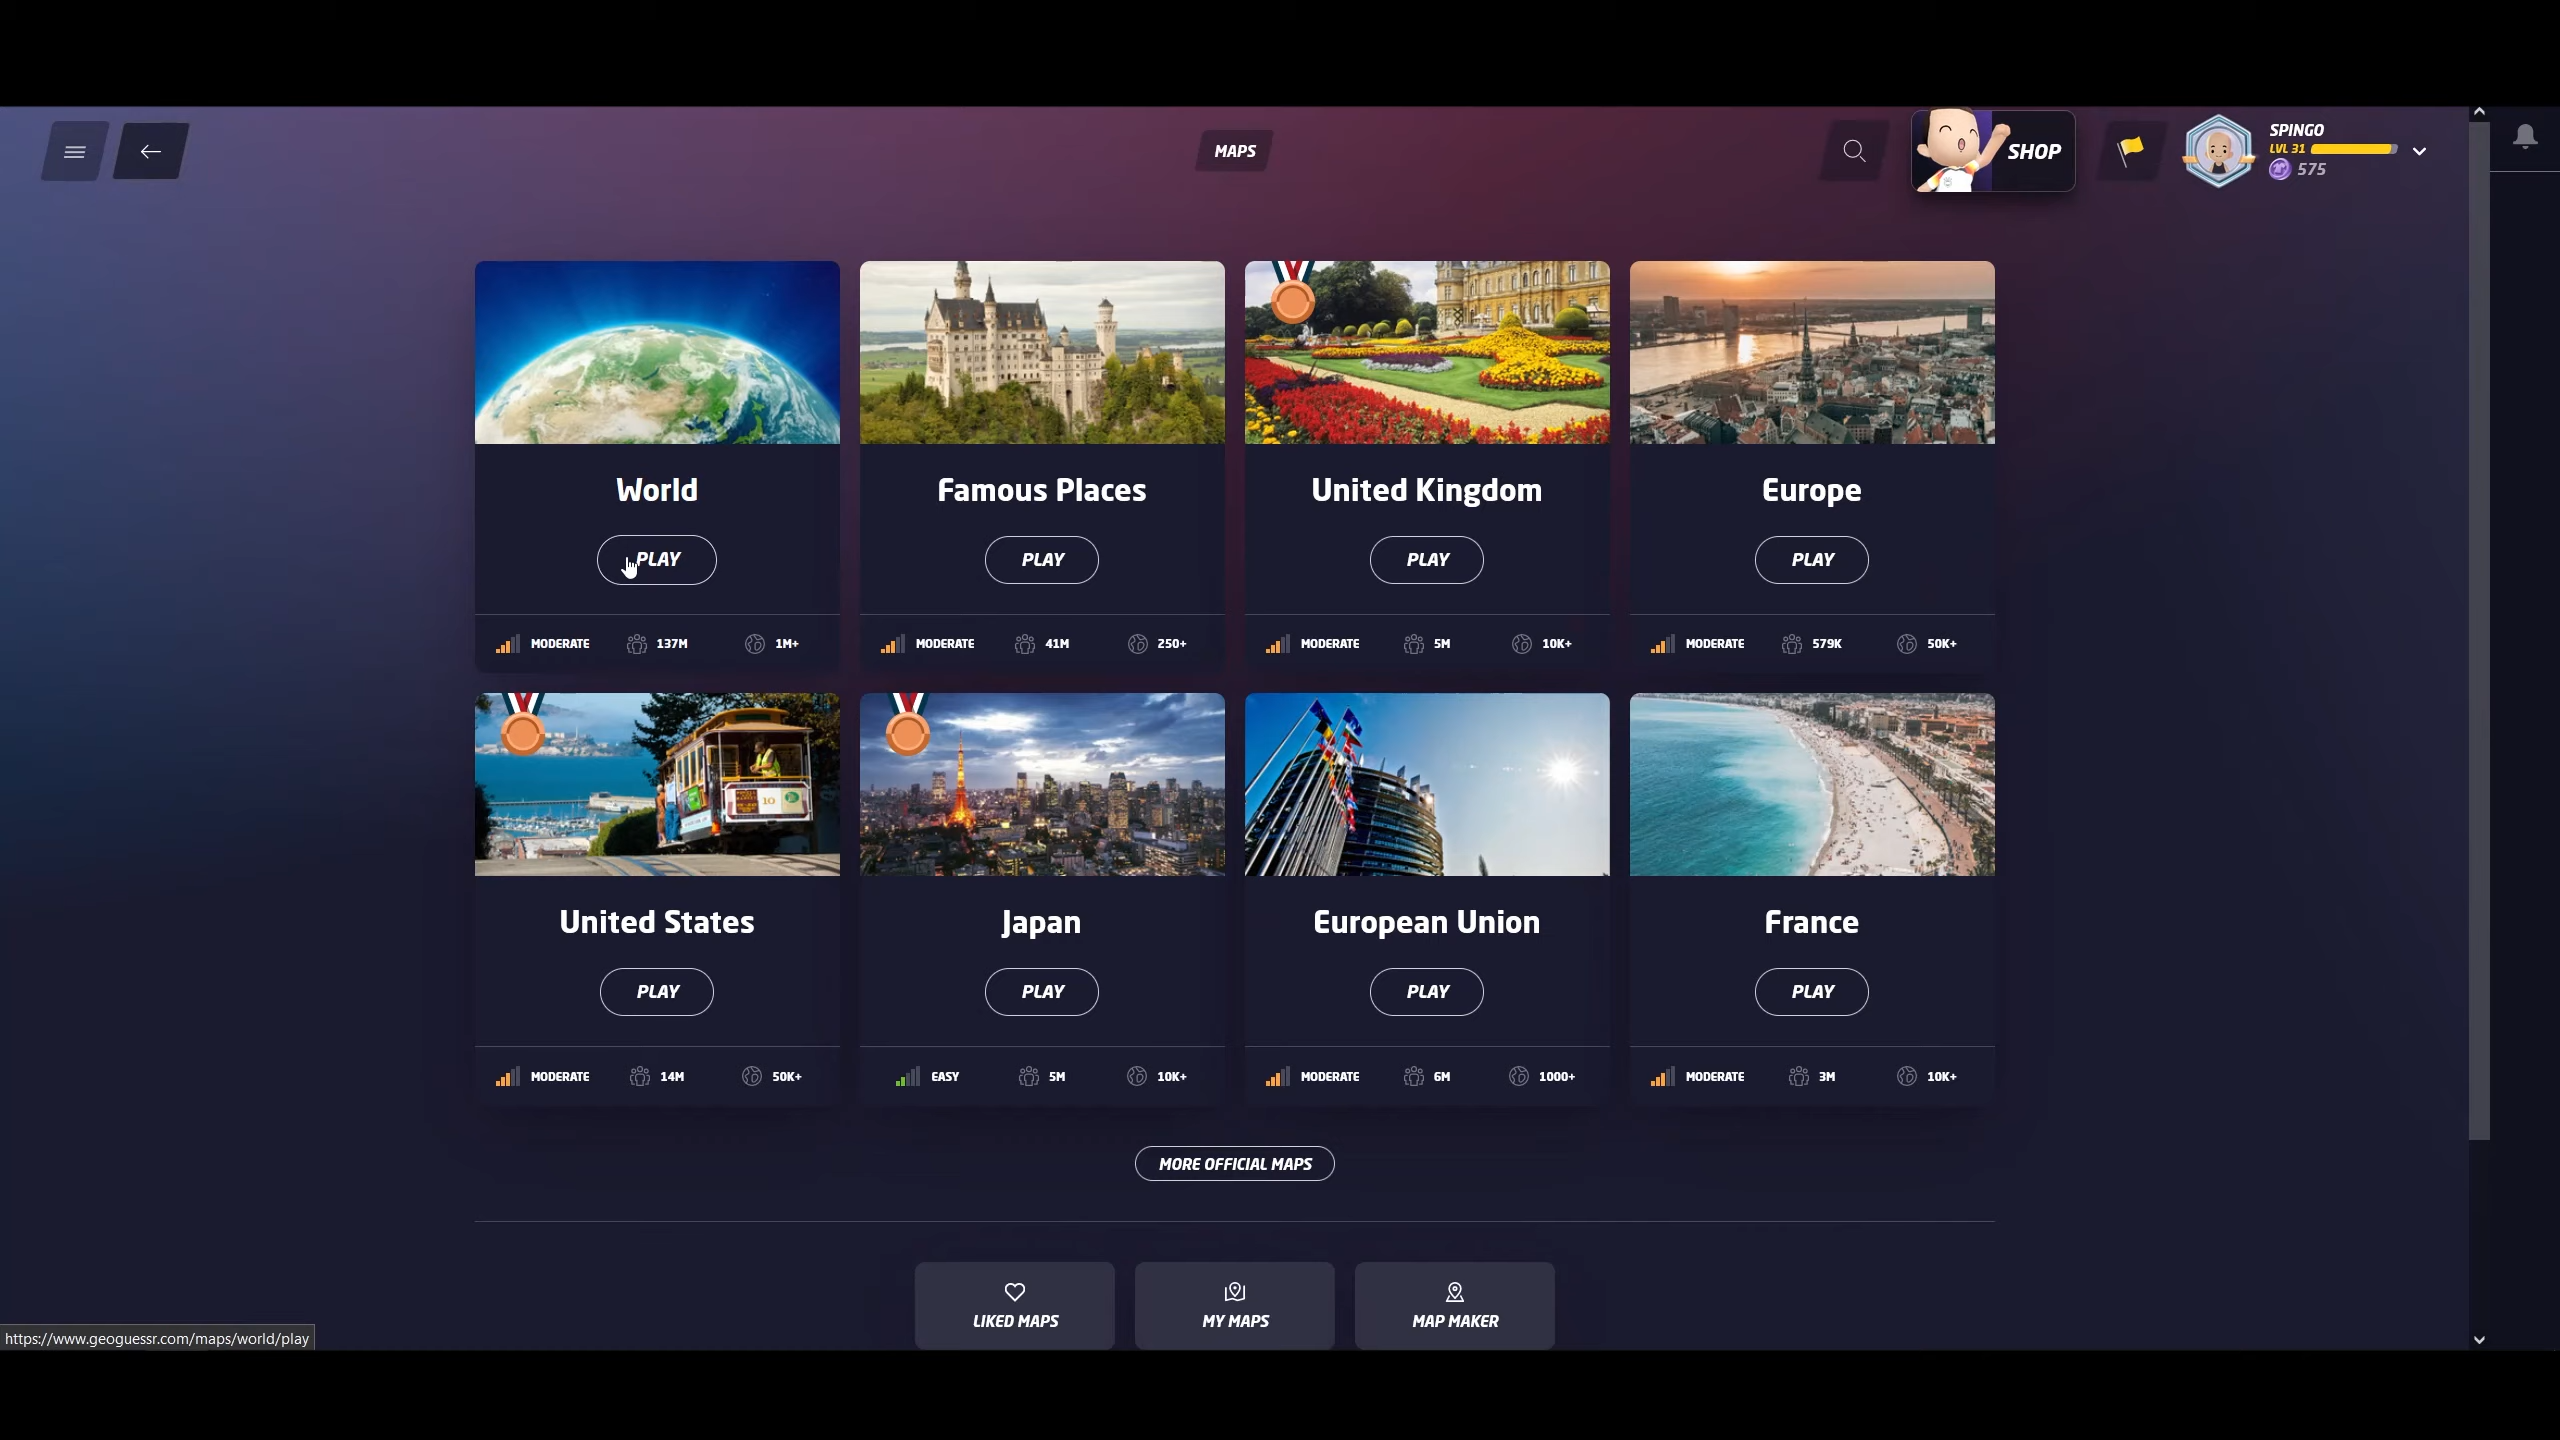 MAPS
SHOP
SPINGO
LVL 31
575
World
PLAY
MODERATE 137M 1M+
Famous Places
PLAY
MODERATE 41M 250+
United Kingdom
PLAY
MODERATE 5M 10K+
Europe
PLAY
MODERATE 579K 50K+
United States
PLAY
MODERATE 14M 50K+
Japan
PLAY
EASY 5M 10K+
European Union
PLAY
MODERATE 6M 1000+
France
PLAY
MODERATE 3M 10K+
MORE OFFICIAL MAPS
LIKED MAPS
MY MAPS
MAP MAKER
https://www.geoguessr.com/maps/world/play